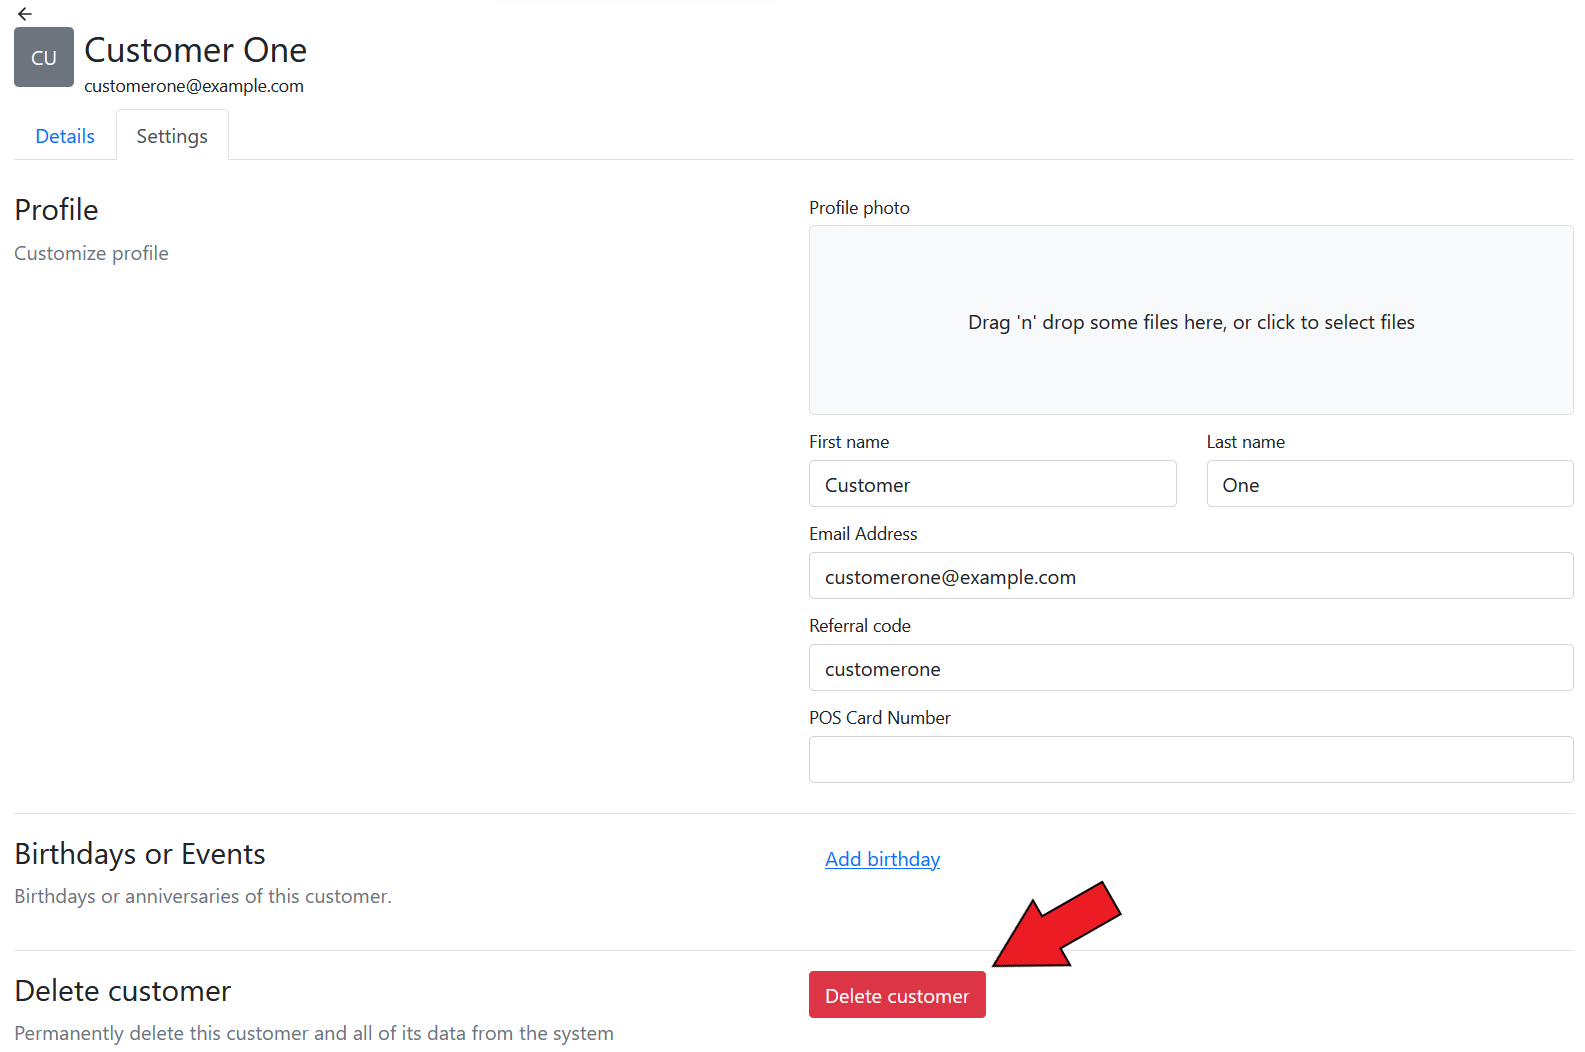 CU
Customer One
customerone@example.com
Details
Settings
Profile
Customize profile
Profile photo
Drag 'n' drop some files here, or click to select files
First name
Last name
Customer
One
Email Address
customerone@example.com
Referral code
customerone
POS Card Number
Birthdays or Events
Birthdays or anniversaries of this customer.
Add birthday
Delete customer
Permanently delete this customer and all of its data from the system
Delete customer